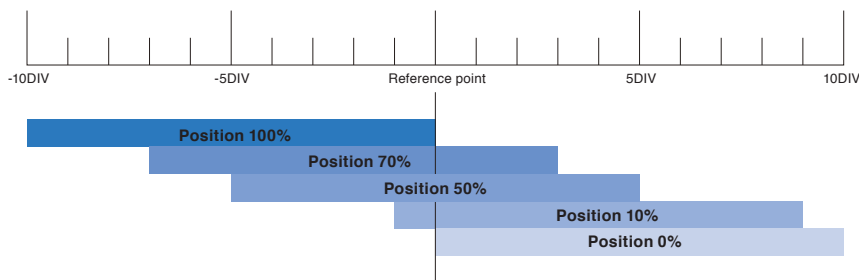 -10DIV -5DIV Reference point 5DIV 10DIV
Position 100%
Position 70%
Position 50%
Position 10%
Position 0%